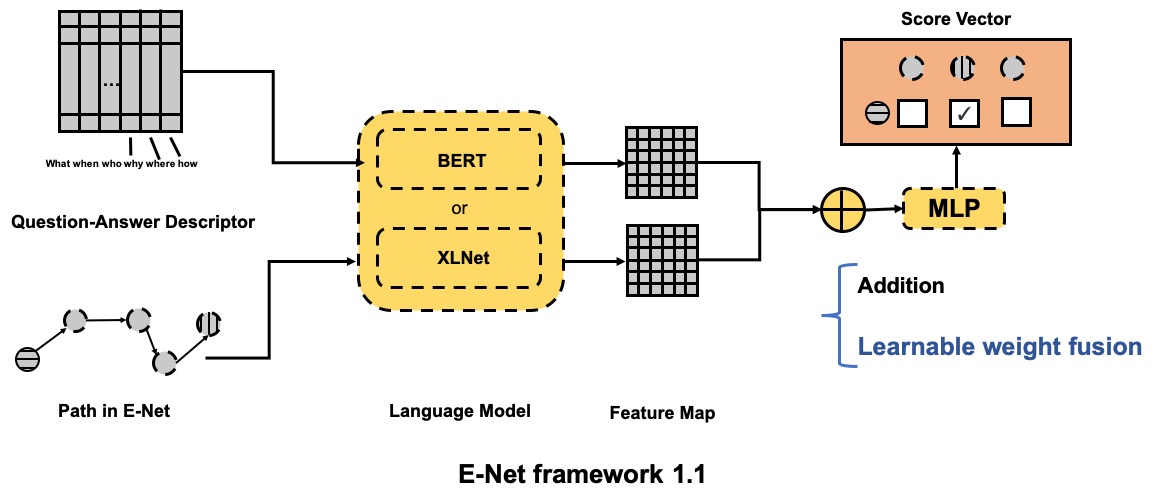 Score Vector
...
What when who why where how
Question-Answer Descriptor
BERT
or
XLNet
✓
MLP
Addition
Learnable weight fusion
Path in E-Net
Language Model
Feature Map
E-Net framework 1.1